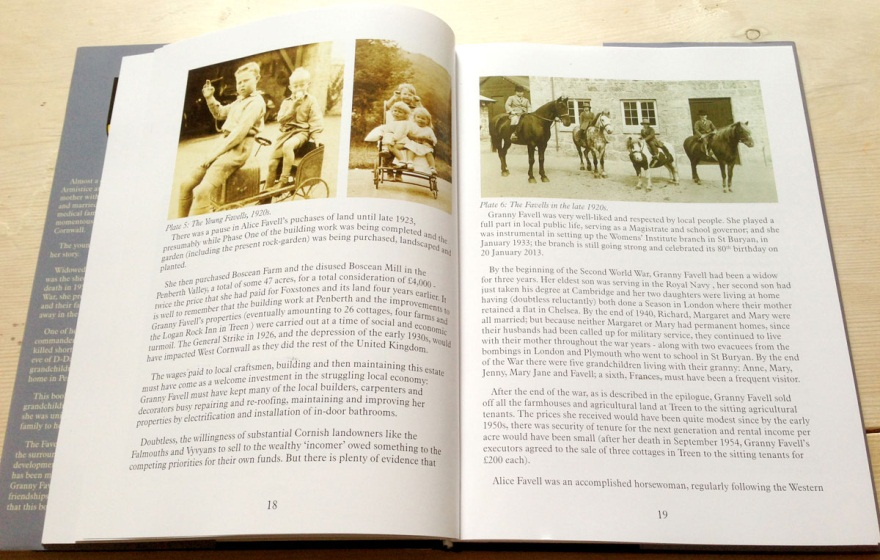 Almost a
Armistice a
mother with
and marria
medical fam
momentous
Cornwall.
The youn
her story.
Widowed
was the shee
death in 19
War, she pr
and their fa
away in the
One of he
commande
killed short
eve of D-Da
grandchild
home in Pe
This boo
grandchild
she was un
family to h
The Fav
the surrou
developme
has been m
Granny Fa
friendships
that this bo
Plate 5: The Young Favells, 1920s.
There was a pause in Alice Favell's puchases of land until late 1923,
presumably while Phase One of the building work was being completed and the
garden (including the present rock-garden) was being purchased, landscaped and
planted.
She then purchased Boscean Farm and the disused Boscean Mill in the
Penberth Valley, a total of some 47 acres, for a total consideration of £4,000 -
twice the price that she had paid for Foxstones and its land four years earlier. It
is well to remember that the building work at Penberth and the improvements to
Granny Favell's properties (eventually amounting to 26 cottages, four farms and
the Logan Rock Inn in Treen ) were carried out at a time of social and economic
turmoil. The General Strike in 1926, and the depression of the early 1930s, would
have impacted West Cornwall as they did the rest of the United Kingdom.
The wages paid to local craftsmen, building and then maintaining this estate
must have come as a welcome investment in the struggling local economy;
Granny Favell must have kept many of the local builders, carpenters and
decorators busy repairing and re-roofing, maintaining and improving her
properties by electrification and installation of in-door bathrooms.
Doubtless, the willingness of substantial Cornish landowners like the
Falmouths and Vyvyans to sell to the wealthy 'incomer' owed something to the
competing priorities for their own funds. But there is plenty of evidence that
18
Plate 6: The Favells in the late 1920s.
Granny Favell was very well-liked and respected by local people. She played a
full part in local public life, serving as a Magistrate and school governor; and she
was instrumental in setting up the Womens' Institute branch in St Buryan, in
January 1933; the branch is still going strong and celebrated its 80th birthday on
20 January 2013.
By the beginning of the Second World War, Granny Favell had been a widow
for three years. Her eldest son was serving in the Royal Navy , her second son had
just taken his degree at Cambridge and her two daughters were living at home
having (doubtless reluctantly) both done a Season in London where their mother
retained a flat in Chelsea. By the end of 1940, Richard, Margaret and Mary were
all married; but because neither Margaret or Mary had permanent homes, since
their husbands had been called up for military service, they continued to live
with their mother throughout the war years - along with two evacuees from the
bombings in London and Plymouth who went to school in St Buryan. By the end
of the War there were five grandchildren living with their granny: Anne, Mary,
Jenny, Mary Jane and Favell; a sixth, Frances, must have been a frequent visitor.
After the end of the war, as is described in the epilogue, Granny Favell sold
off all the farmhouses and agricultural land at Treen to the sitting agricultural
tenants. The prices she received would have been quite modest since by the early
1950s, there was security of tenure for the next generation and rental income per
acre would have been small (after her death in September 1954, Granny Favell's
executors agreed to the sale of three cottages in Treen to the sitting tenants for
£200 each).
Alice Favell was an accomplished horsewoman, regularly following the Western
19